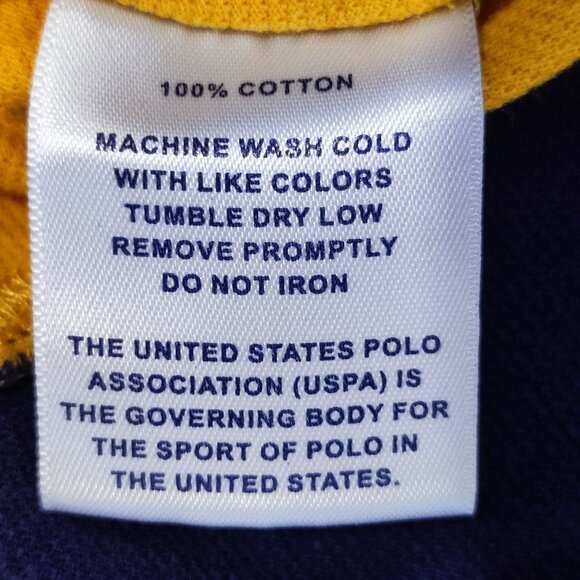 100% COTTON
MACHINE WASH COLD
WITH LIKE COLORS
TUMBLE DRY LOW
REMOVE PROMPTLY
DO NOT IRON
THE UNITED STATES POLO
ASSOCIATION (USPA) IS
THE GOVERNING BODY FOR
THE SPORT OF POLO IN
THE UNITED STATES.